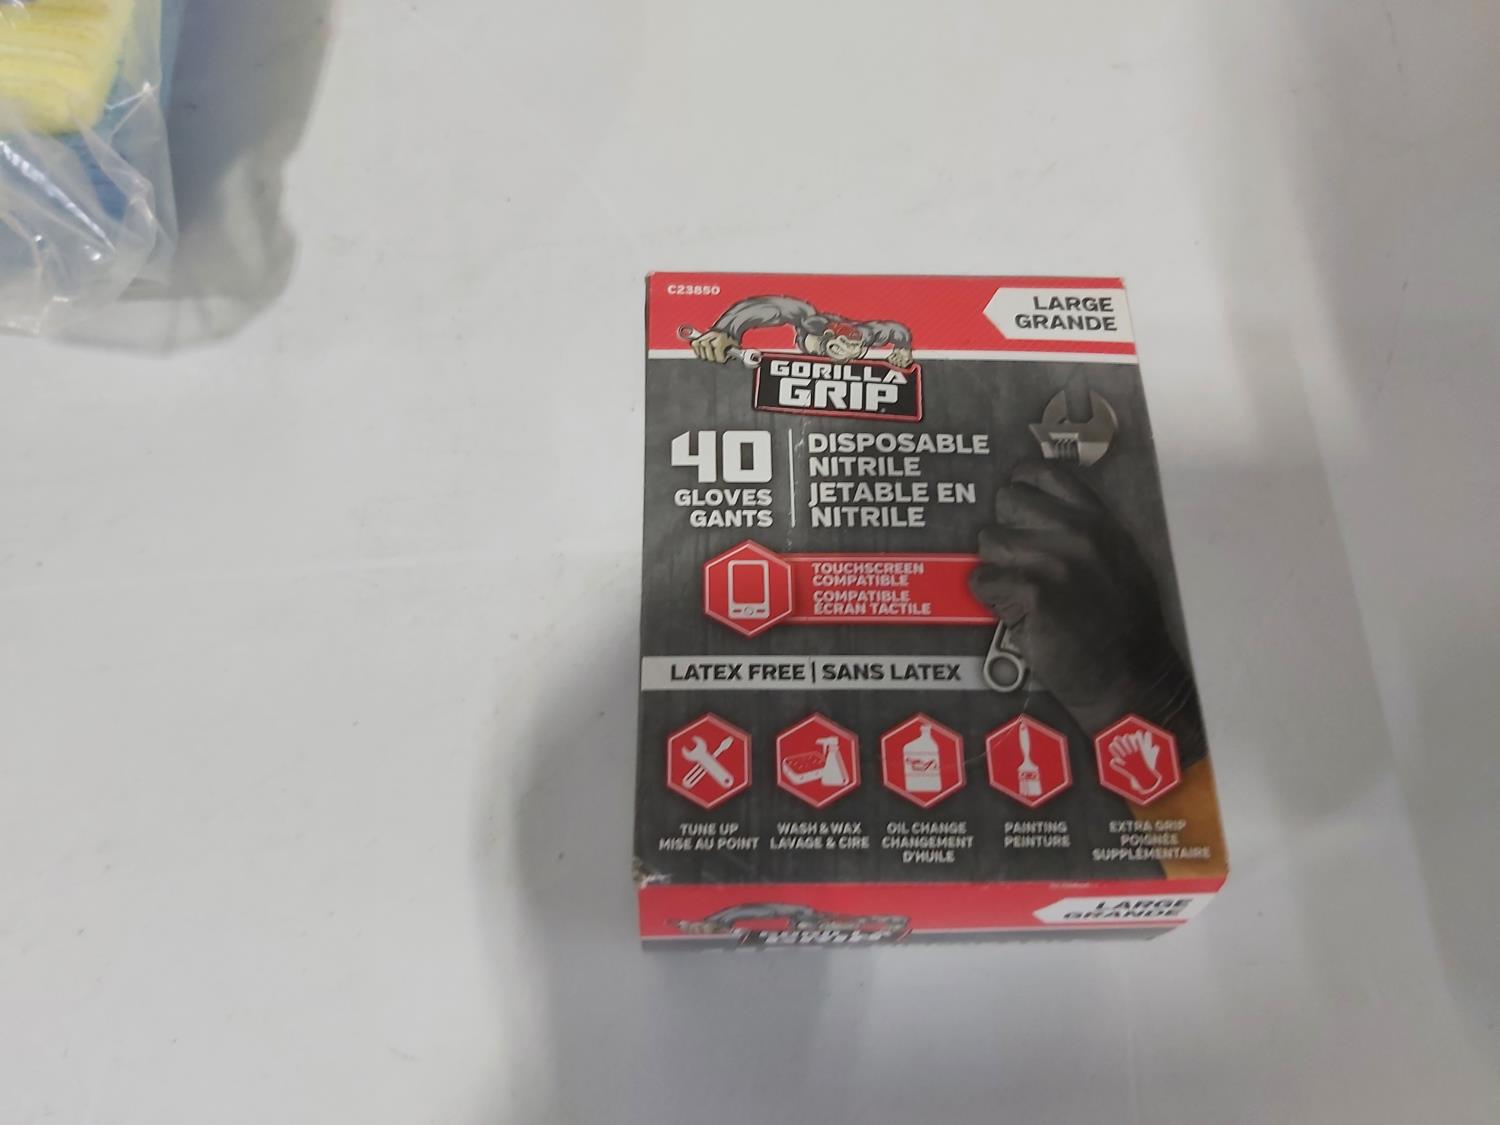 C23850
LARGE
GRANDE
GORILLA
GRIP
40
GLOVES
GANTS
DISPOSABLE
NITRILE
JETABLE EN
NITRILE
TOUCHSCREEN
COMPATIBLE
COMPATIBLE
ÉCRAN TACTILE
LATEX FREE | SANS LATEX
TUNE UP
MISE AU POINT
WASH & WAX
LAVAGE & CIRE
OIL CHANGE
CHANGEMENT
D'HUILE
PAINTING
PEINTURE
EXTRA GRIP
POIGNÉE
SUPPLÉMENTAIRE
LARGE
GRANDE
GORILLA